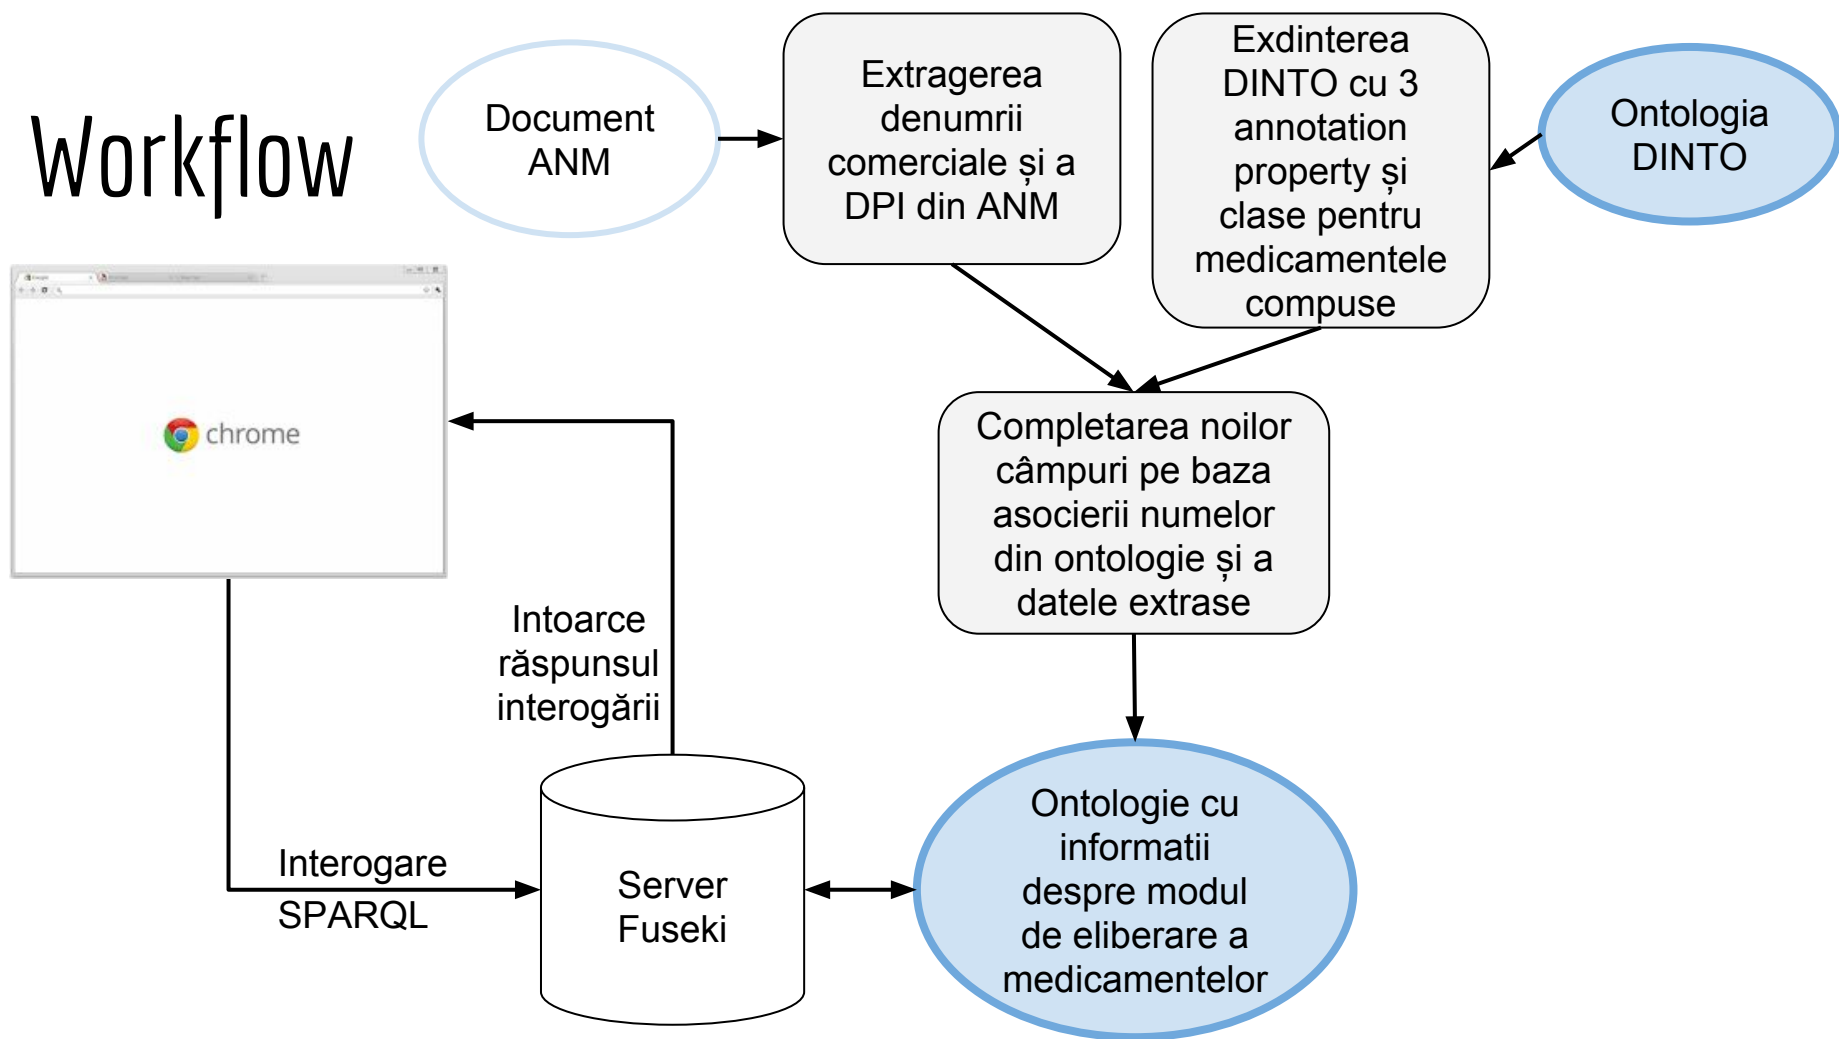 Workflow
Document
ANM
Extragerea
denumrii
comerciale și a
DPI din ANM
Exdinterea
DINTO cu 3
annotation
property și
clase pentru
medicamentele
compuse
Ontologia
DINTO
chrome
Completarea noilor
câmpuri pe baza
asocierii numelor
din ontologie și a
datele extrase
Intoarce
răspunsul
interogării
Interogare
SPARQL
Server
Fuseki
Ontologie cu
informatii
despre modul
de eliberare a
medicamentelor